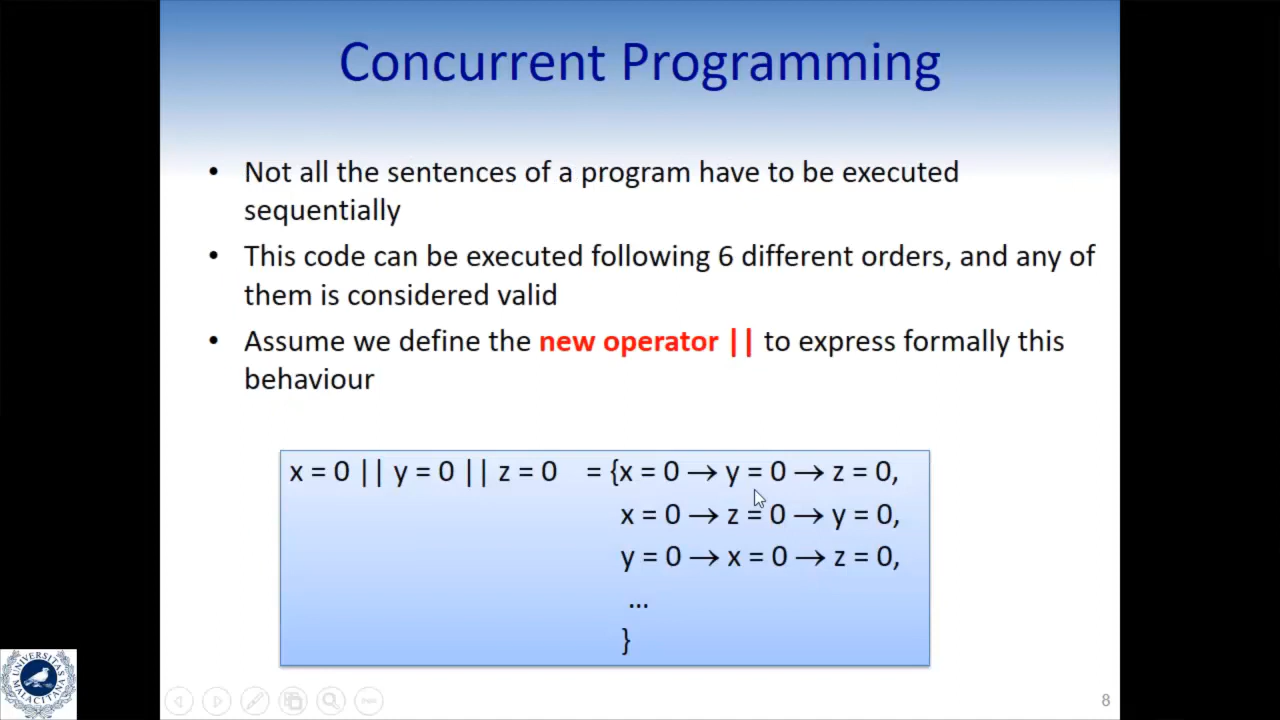 Concurrent Programming
• Not all the sentences of a program have to be executed
sequentially
• This code can be executed following 6 different orders, and any of
them is considered valid
• Assume we define the new operator || to express formally this
behaviour
x = 0 || y = 0 || z = 0 = {x = 0 → y = 0 → z = 0,
x = 0 → z = 0 → y = 0,
y = 0 → x = 0 → z = 0,
...
}
UNIVERSITAS
MALACITANA
8